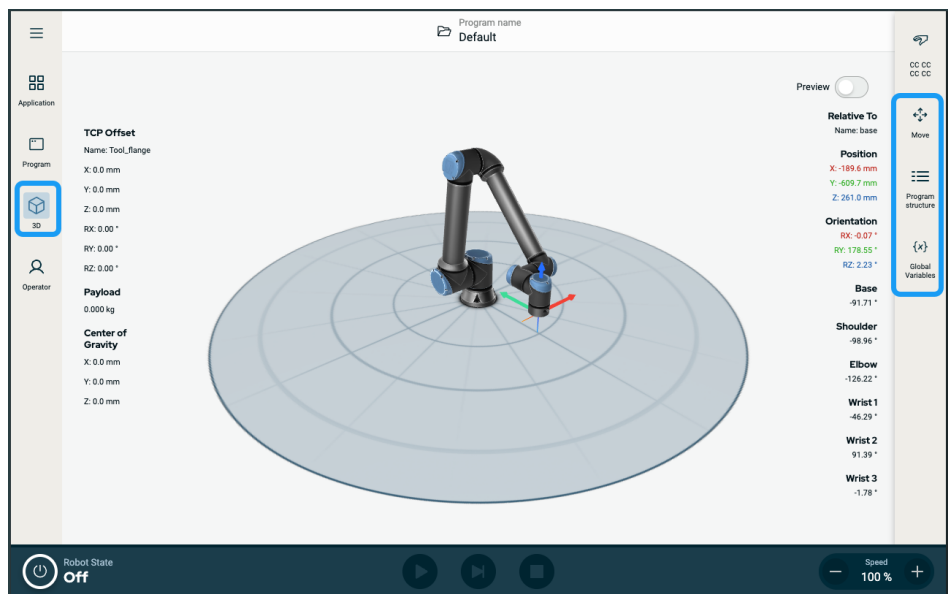 Program name
Default
Application
Program
3D
Operator
TCP Offset
Name: Tool_flange
X: 0.0 mm
Y: 0.0 mm
Z: 0.0 mm
RX: 0.00 °
RY: 0.00 °
RZ: 0.00 °
Payload
0.000 kg
Center of
Gravity
X: 0.0 mm
Y: 0.0 mm
Z: 0.0 mm
Preview
Relative To
Name: base
Position
X: -189.6 mm
Y: -609.7 mm
Z: 261.0 mm
Orientation
RX: -0.07 °
RY: 178.55 °
RZ: 2.23 °
Base
-91.71 °
Shoulder
-98.96 °
Elbow
-126.22 °
Wrist 1
-46.29 °
Wrist 2
91.39 °
Wrist 3
-1.78 °
CC CC
CC CC
Move
Program
structure
{x}
Global
Variables
Robot State
Off
Speed
100 %